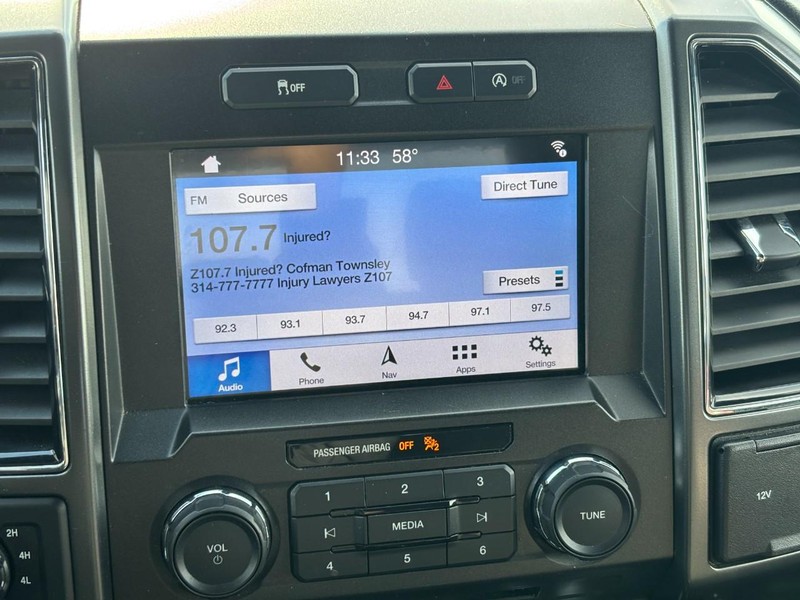 OFF
A OFF
11:33 58°
FM Sources
Direct Tune
107.7 Injured?
Z107.7 Injured? Cofman Townsley
314-777-7777 Injury Lawyers Z107
Presets
92.3 93.1 93.7 94.7 97.1 97.5
Audio Phone Nav Apps Settings
PASSENGER AIRBAG OFF 2
1 2 3
MEDIA
4 5 6
VOL
TUNE
2H
4H
4L
12V